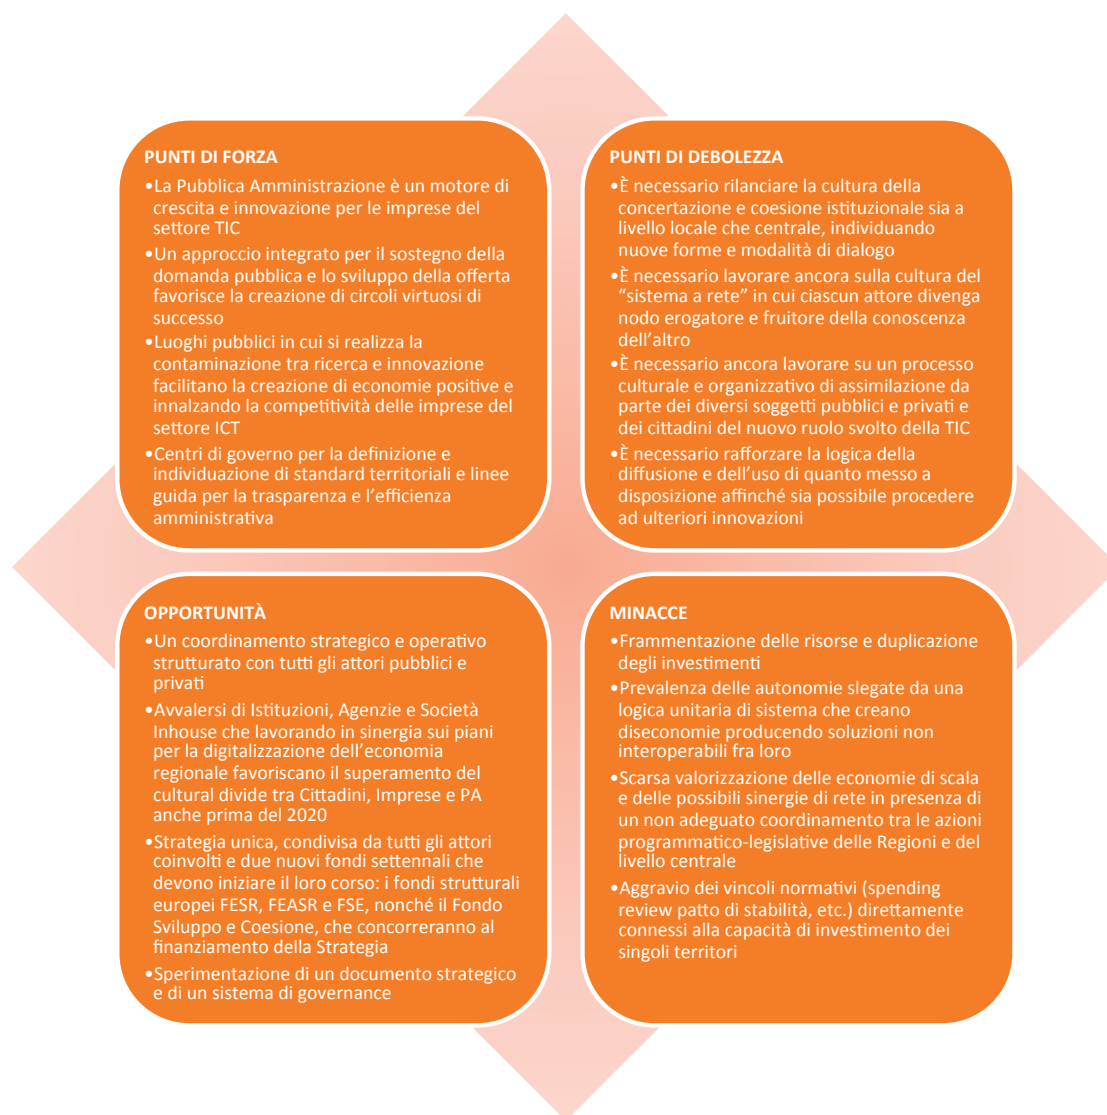 PUNTI DI FORZA
•La Pubblica Amministrazione è un motore di
crescita e innovazione per le imprese del
settore TIC
•Un approccio integrato per il sostegno della
domanda pubblica e lo sviluppo della offerta
favorisce la creazione di circoli virtuosi di
successo
•Luoghi pubblici in cui si realizza la
contaminazione tra ricerca e innovazione
facilitano la creazione di economie positive e
innalzando la competitività delle imprese del
settore ICT
•Centri di governo per la definizione e
individuazione di standard territoriali e linee
guida per la trasparenza e l'efficienza
amministrativa
PUNTI DI DEBOLEZZA
•È necessario rilanciare la cultura della
concertazione e coesione istituzionale sia a
livello locale che centrale, individuando
nuove forme e modalità di dialogo
•È necessario lavorare ancora sulla cultura del
“sistema a rete” in cui ciascun attore divenga
nodo erogatore e fruitore della conoscenza
dell'altro
•È necessario ancora lavorare su un processo
culturale e organizzativo di assimilazione da
parte dei diversi soggetti pubblici e privati e
dei cittadini del nuovo ruolo svolto della TIC
•È necessario rafforzare la logica della
diffusione e dell'uso di quanto messo a
disposizione affinché sia possibile procedere
ad ulteriori innovazioni
OPPORTUNITÀ
•Un coordinamento strategico e operativo
strutturato con tutti gli attori pubblici e
privati
•Avvalersi di Istituzioni, Agenzie e Società
Inhouse che lavorando in sinergia sui piani
per la digitalizzazione dell'economia
regionale favoriscano il superamento del
cultural divide tra Cittadini, Imprese e PA
anche prima del 2020
•Strategia unica, condivisa da tutti gli attori
coinvolti e due nuovi fondi settennali che
devono iniziare il loro corso: i fondi strutturali
europei FESR, FEASR e FSE, nonché il Fondo
Sviluppo e Coesione, che concorreranno al
finanziamento della Strategia
•Sperimentazione di un documento strategico
e di un sistema di governance
MINACCE
•Frammentazione delle risorse e duplicazione
degli investimenti
•Prevalenza delle autonomie slegate da una
logica unitaria di sistema che creano
diseconomie producendo soluzioni non
interoperabili fra loro
•Scarsa valorizzazione delle economie di scala
e delle possibili sinergie di rete in presenza di
un non adeguato coordinamento tra le azioni
programmatico-legislative delle Regioni e del
livello centrale
•Aggravio dei vincoli normativi (spending
review patto di stabilità, etc.) direttamente
connessi alla capacità di investimento dei
singoli territori